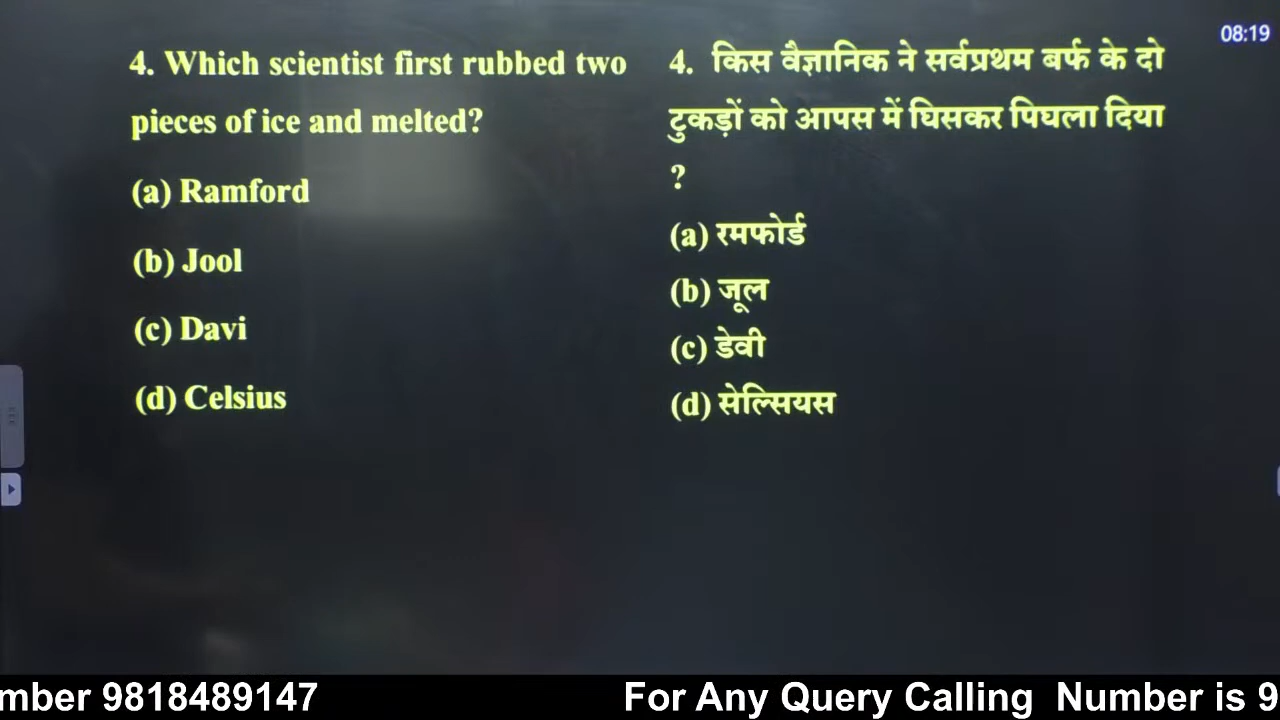 08:19
4. Which scientist first rubbed two
pieces of ice and melted?
(a) Ramford
(b) Jool
(c) Davi
(d) Celsius
4. किस वैज्ञानिक ने सर्वप्रथम बर्फ के दो
टुकड़ों को आपस में घिसकर पिघला दिया
?
(a) रमफोर्ड
(b) जूल
(c) डेवी
(d) सेल्सियस
mber 9818489147 For Any Query Calling Number is 9